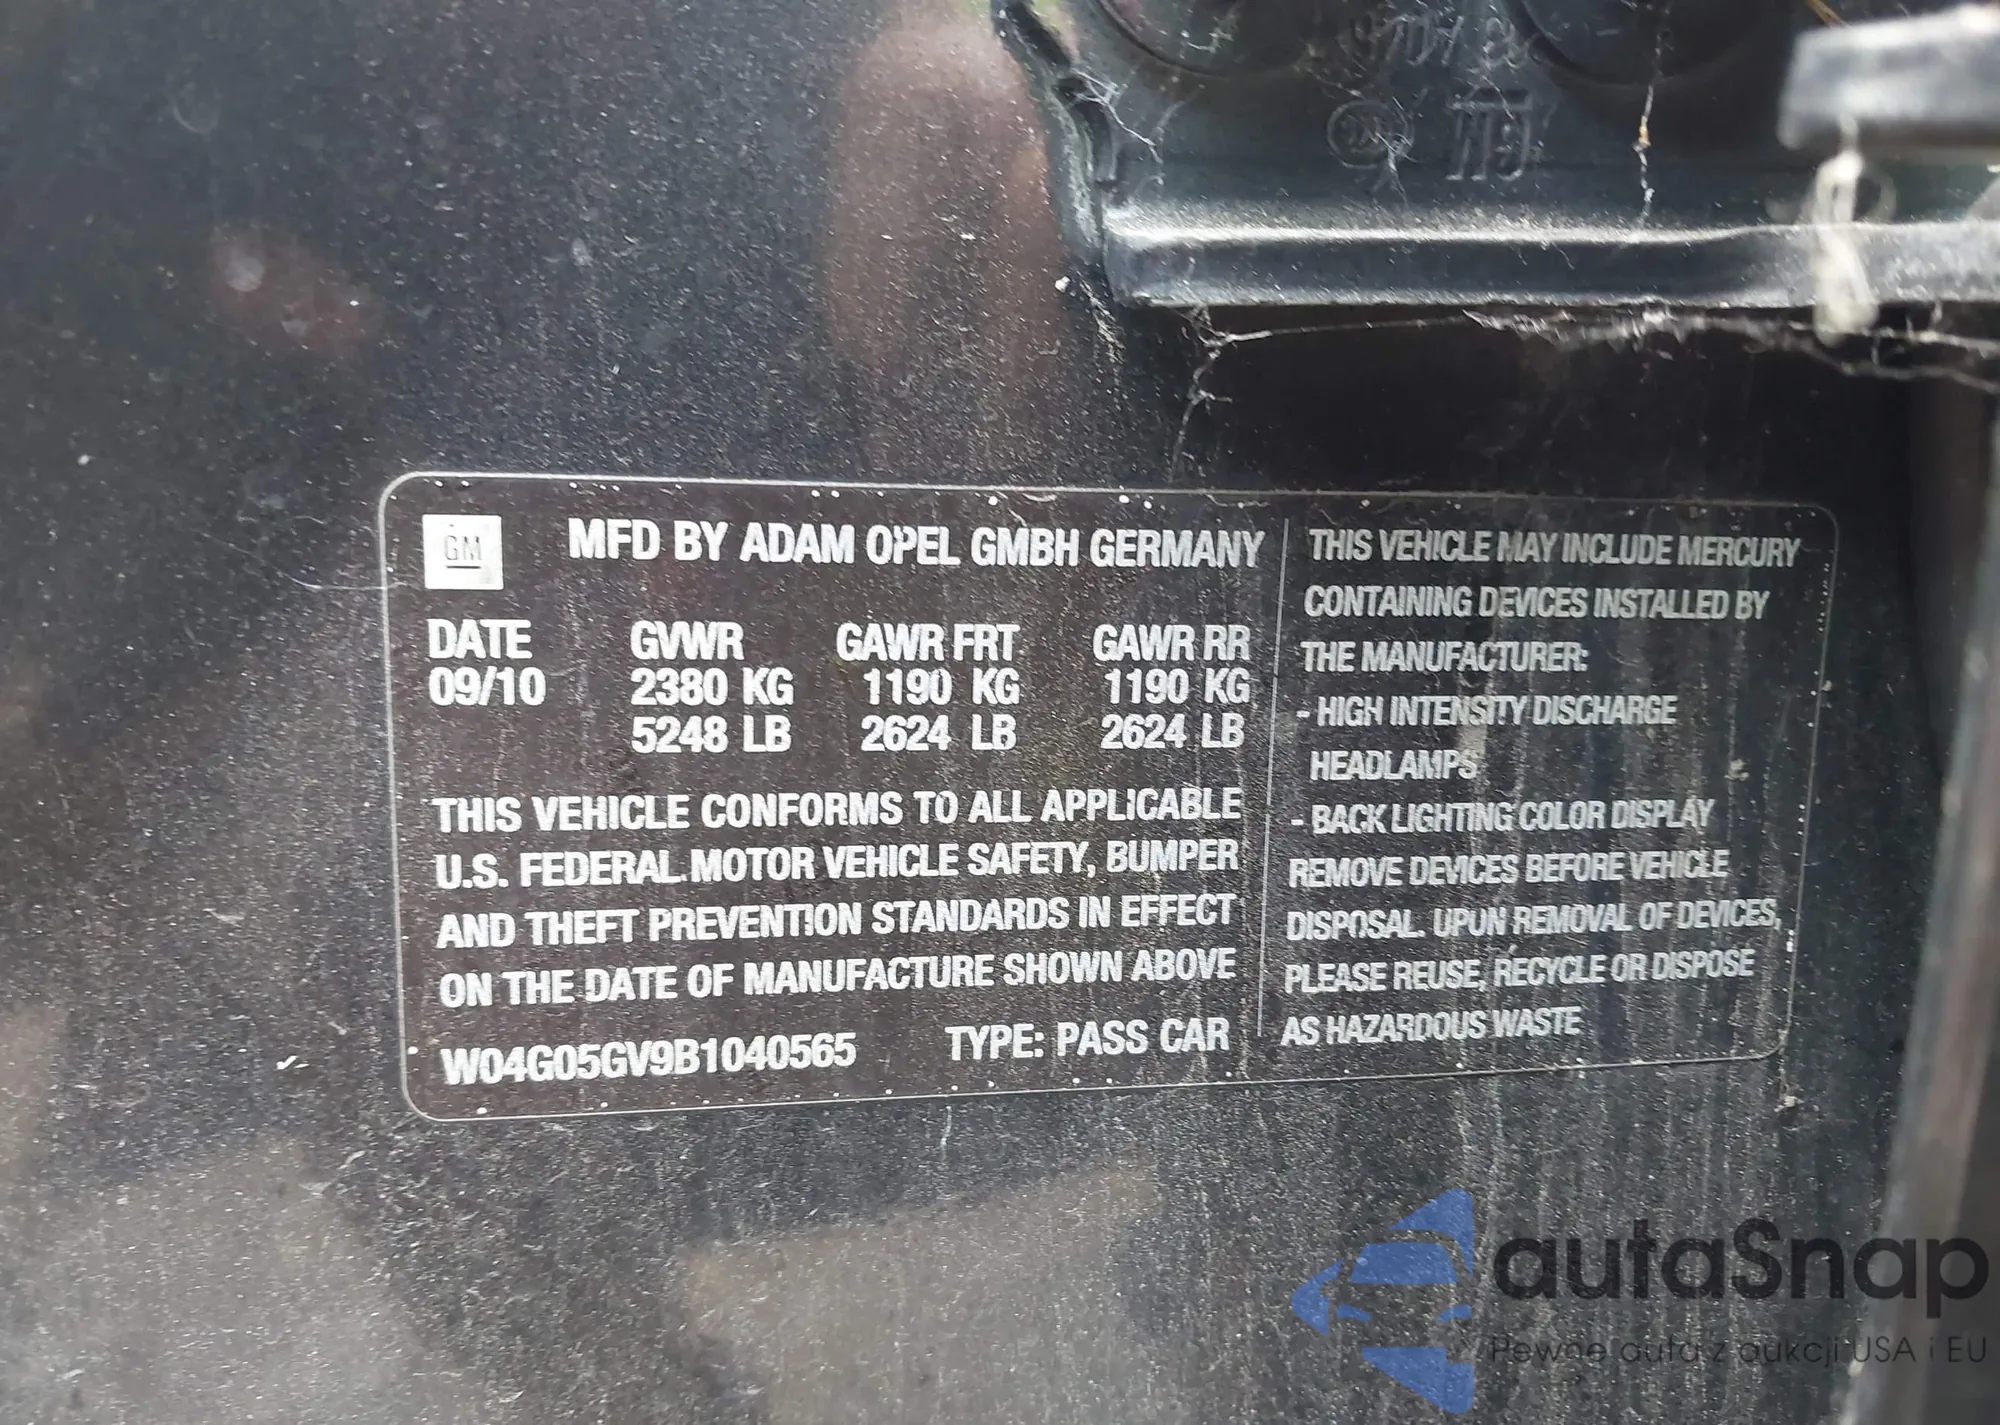 GM
MFD BY ADAM OPEL GMBH GERMANY
DATE GVWR GAWR FRT GAWR RR
09/10 2380 KG 1190 KG 1190 KG
5248 LB 2624 LB 2624 LB
THIS VEHICLE CONFORMS TO ALL APPLICABLE
U.S. FEDERAL MOTOR VEHICLE SAFETY, BUMPER
AND THEFT PREVENTION STANDARDS IN EFFECT
ON THE DATE OF MANUFACTURE SHOWN ABOVE
W04G05GV9B1040565 TYPE: PASS CAR
THIS VEHICLE MAY INCLUDE MERCURY
CONTAINING DEVICES INSTALLED BY
THE MANUFACTURER:
- HIGH INTENSITY DISCHARGE
HEADLAMPS
- BACK LIGHTING COLOR DISPLAY
REMOVE DEVICES BEFORE VEHICLE
DISPOSAL. UPON REMOVAL OF DEVICES,
PLEASE REUSE, RECYCLE OR DISPOSE
AS HAZARDOUS WASTE
autaSnap
Pewne auta z aukcji USA i EU